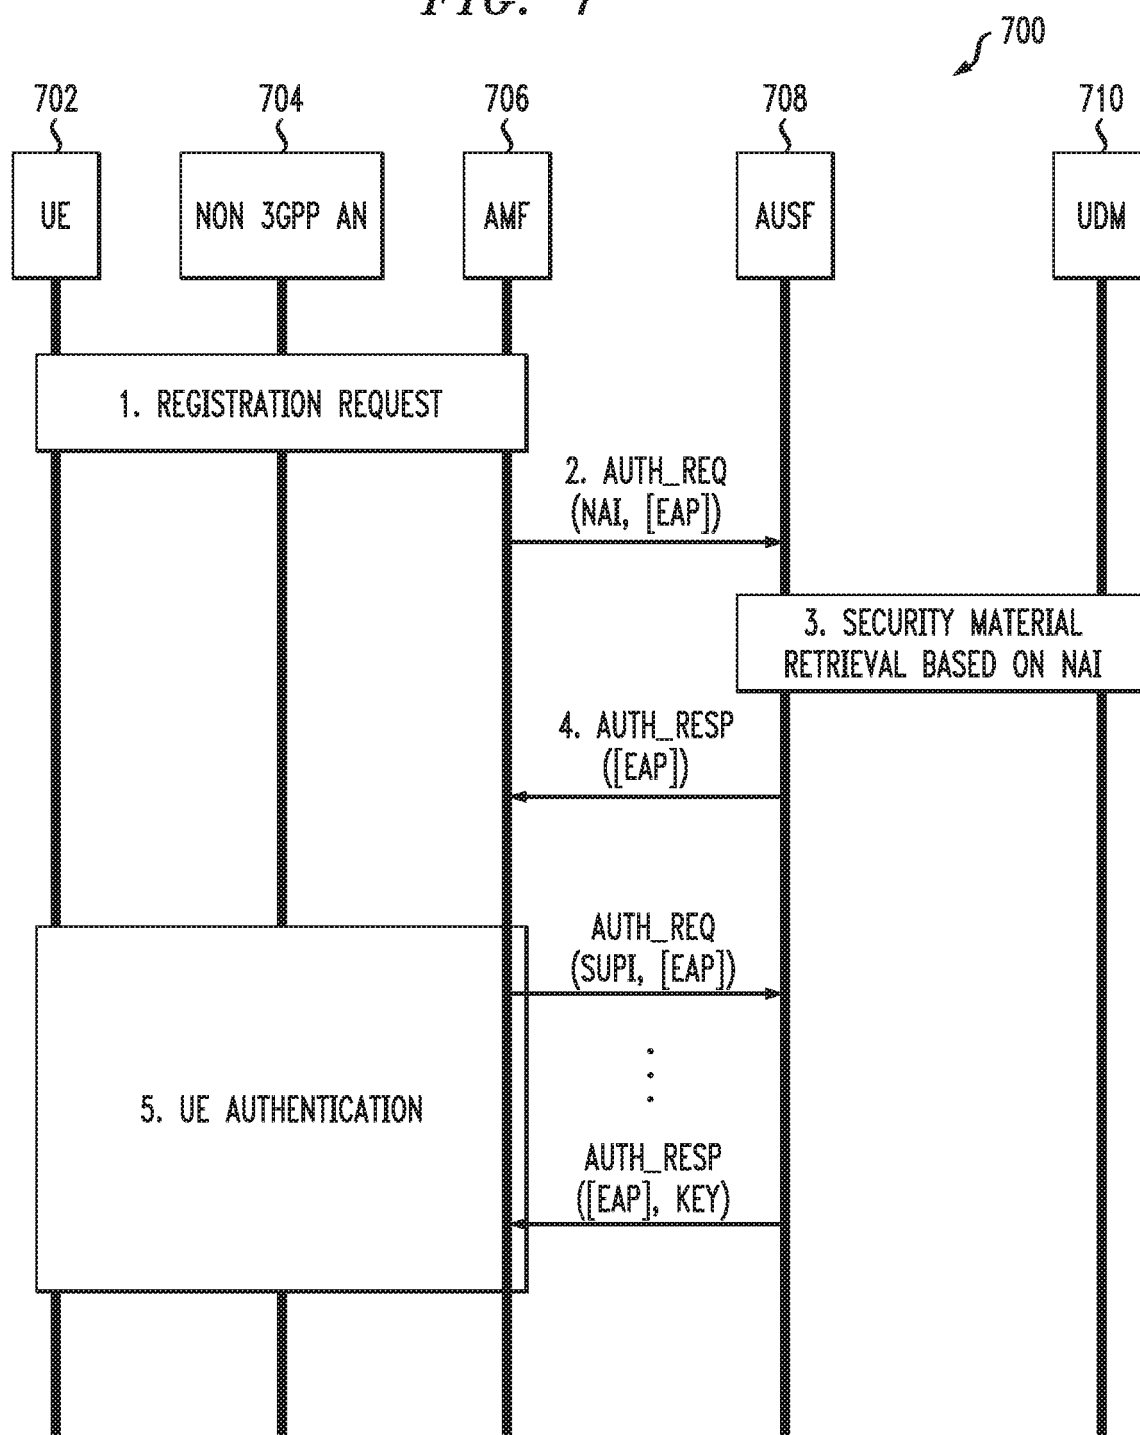 FIG. 7
700
702
704
706
708
710
UE
NON 3GPP AN
AMF
AUSF
UDM
1. REGISTRATION REQUEST
2. AUTH_REQ
(NAI, [EAP])
3. SECURITY MATERIAL
RETRIEVAL BASED ON NAI
4. AUTH_RESP
([EAP])
AUTH_REQ
(SUPI, [EAP])
5. UE AUTHENTICATION
AUTH_RESP
([EAP], KEY)